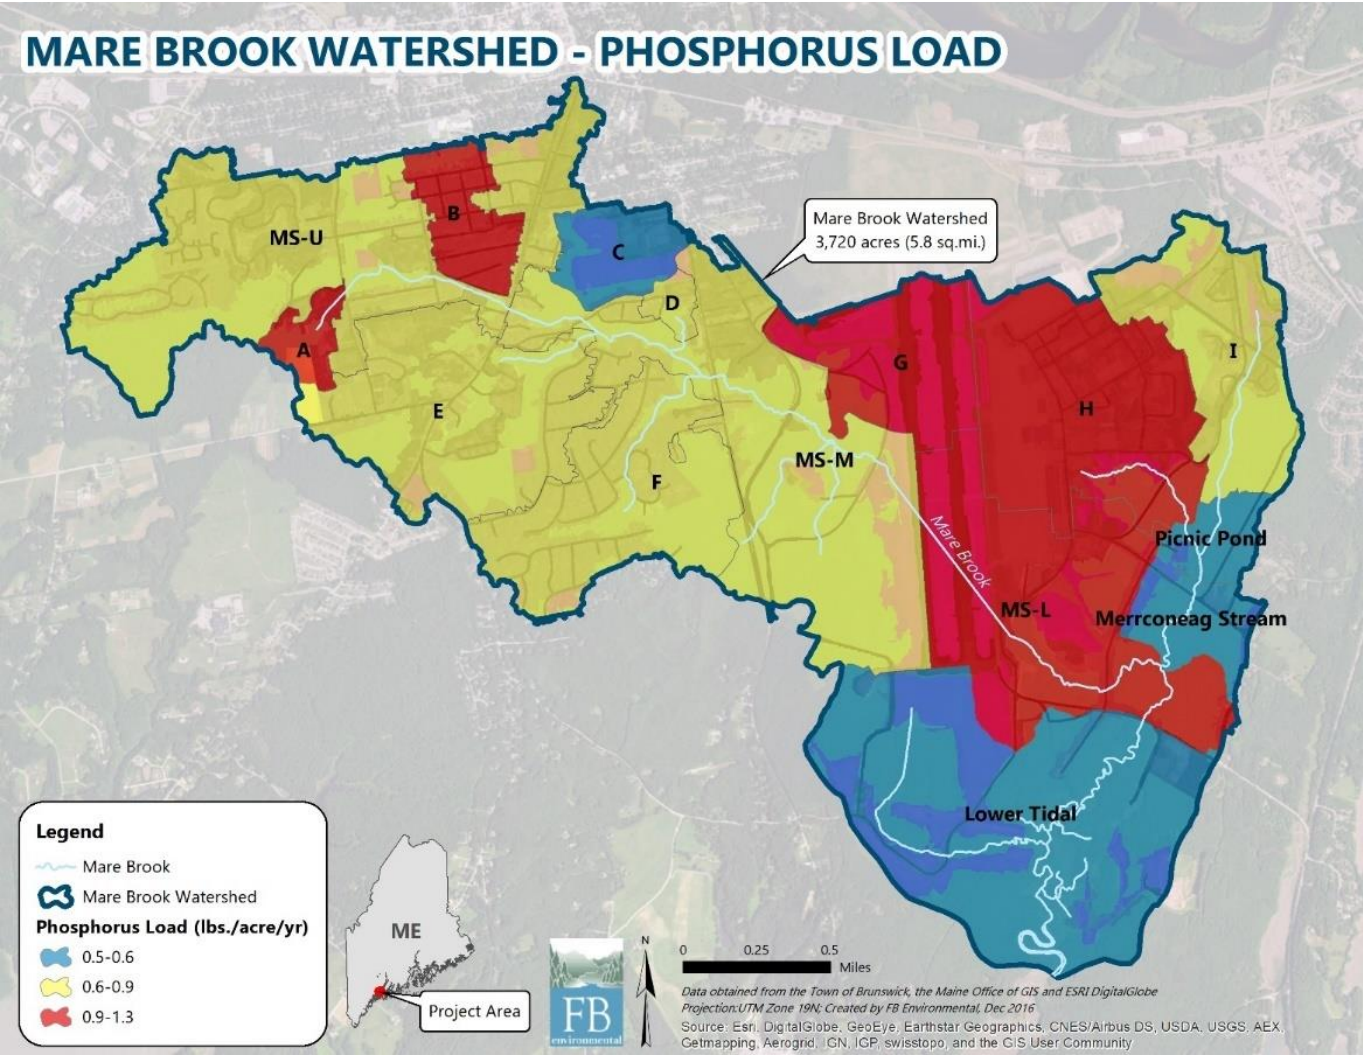 MARE BROOK WATERSHED - PHOSPHORUS LOAD
Mare Brook Watershed
3,720 acres (5.8 sq.mi.)
B
MS-U
C
D
A
G
I
E
H
MS-M
F
Mare Brook
Picnic Pond
MS-L
Merrconeag Stream
Lower Tidal
Legend
Mare Brook
Mare Brook Watershed
Phosphorus Load (lbs./acre/yr)
0.5-0.6
0.6-0.9
0.9-1.3
ME
Project Area
FB
environmental
N
0 0.25 0.5
Miles
Data obtained from the Town of Brunswick, the Maine Office of GIS and ESRI DigitalGlobe
Projection:UTM Zone 19N; Created by FB Environmental, Dec 2016
Source: Esri, DigitalGlobe, GeoEye, Earthstar Geographics, CNES/Airbus DS, USDA, USGS, AEX,
Getmapping, Aerogrid, IGN, IGP, swisstopo, and the GIS User Community